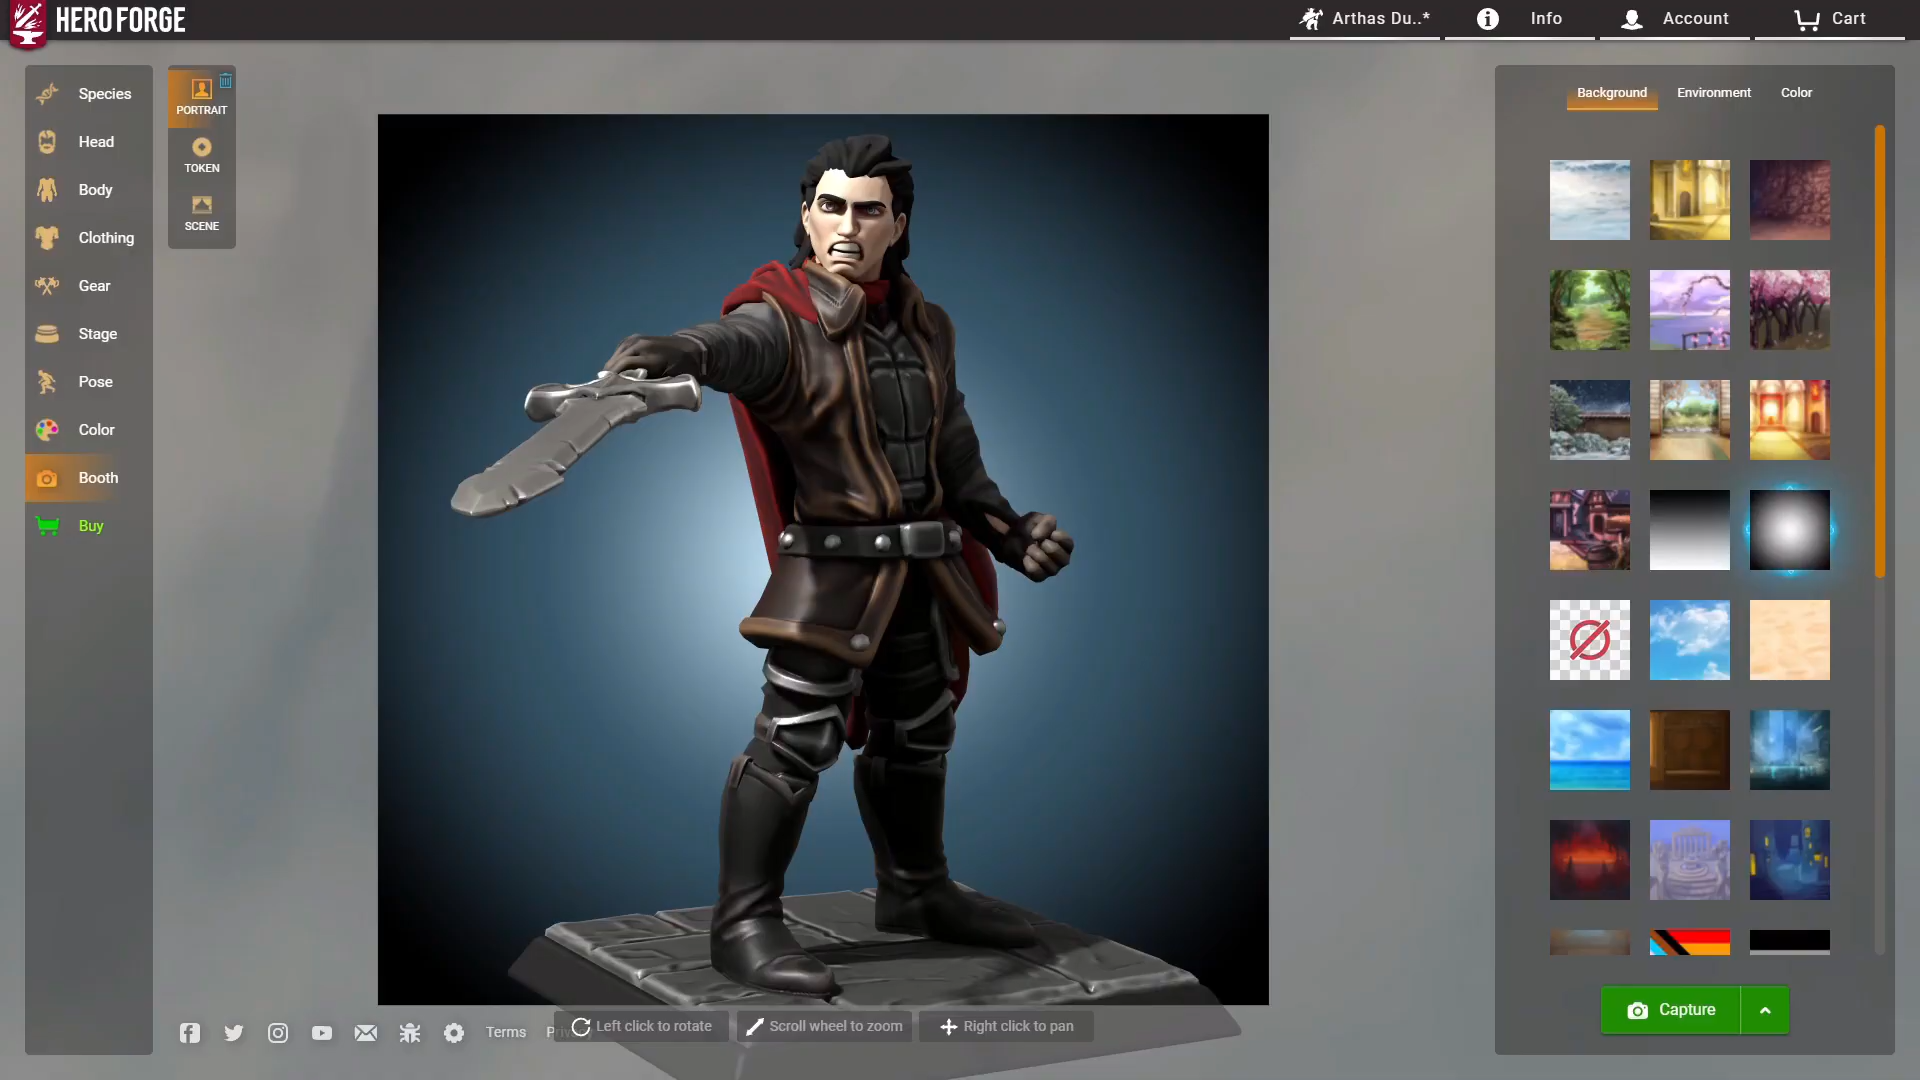 HERO FORGE
Arthas Du..*
Info
Account
Cart
Species
Head
Body
Clothing
Gear
Stage
Pose
Color
Booth
Buy
PORTRAIT
TOKEN
SCENE
Background
Environment
Color
Capture
Terms
Left click to rotate
Scroll wheel to zoom
Right click to pan